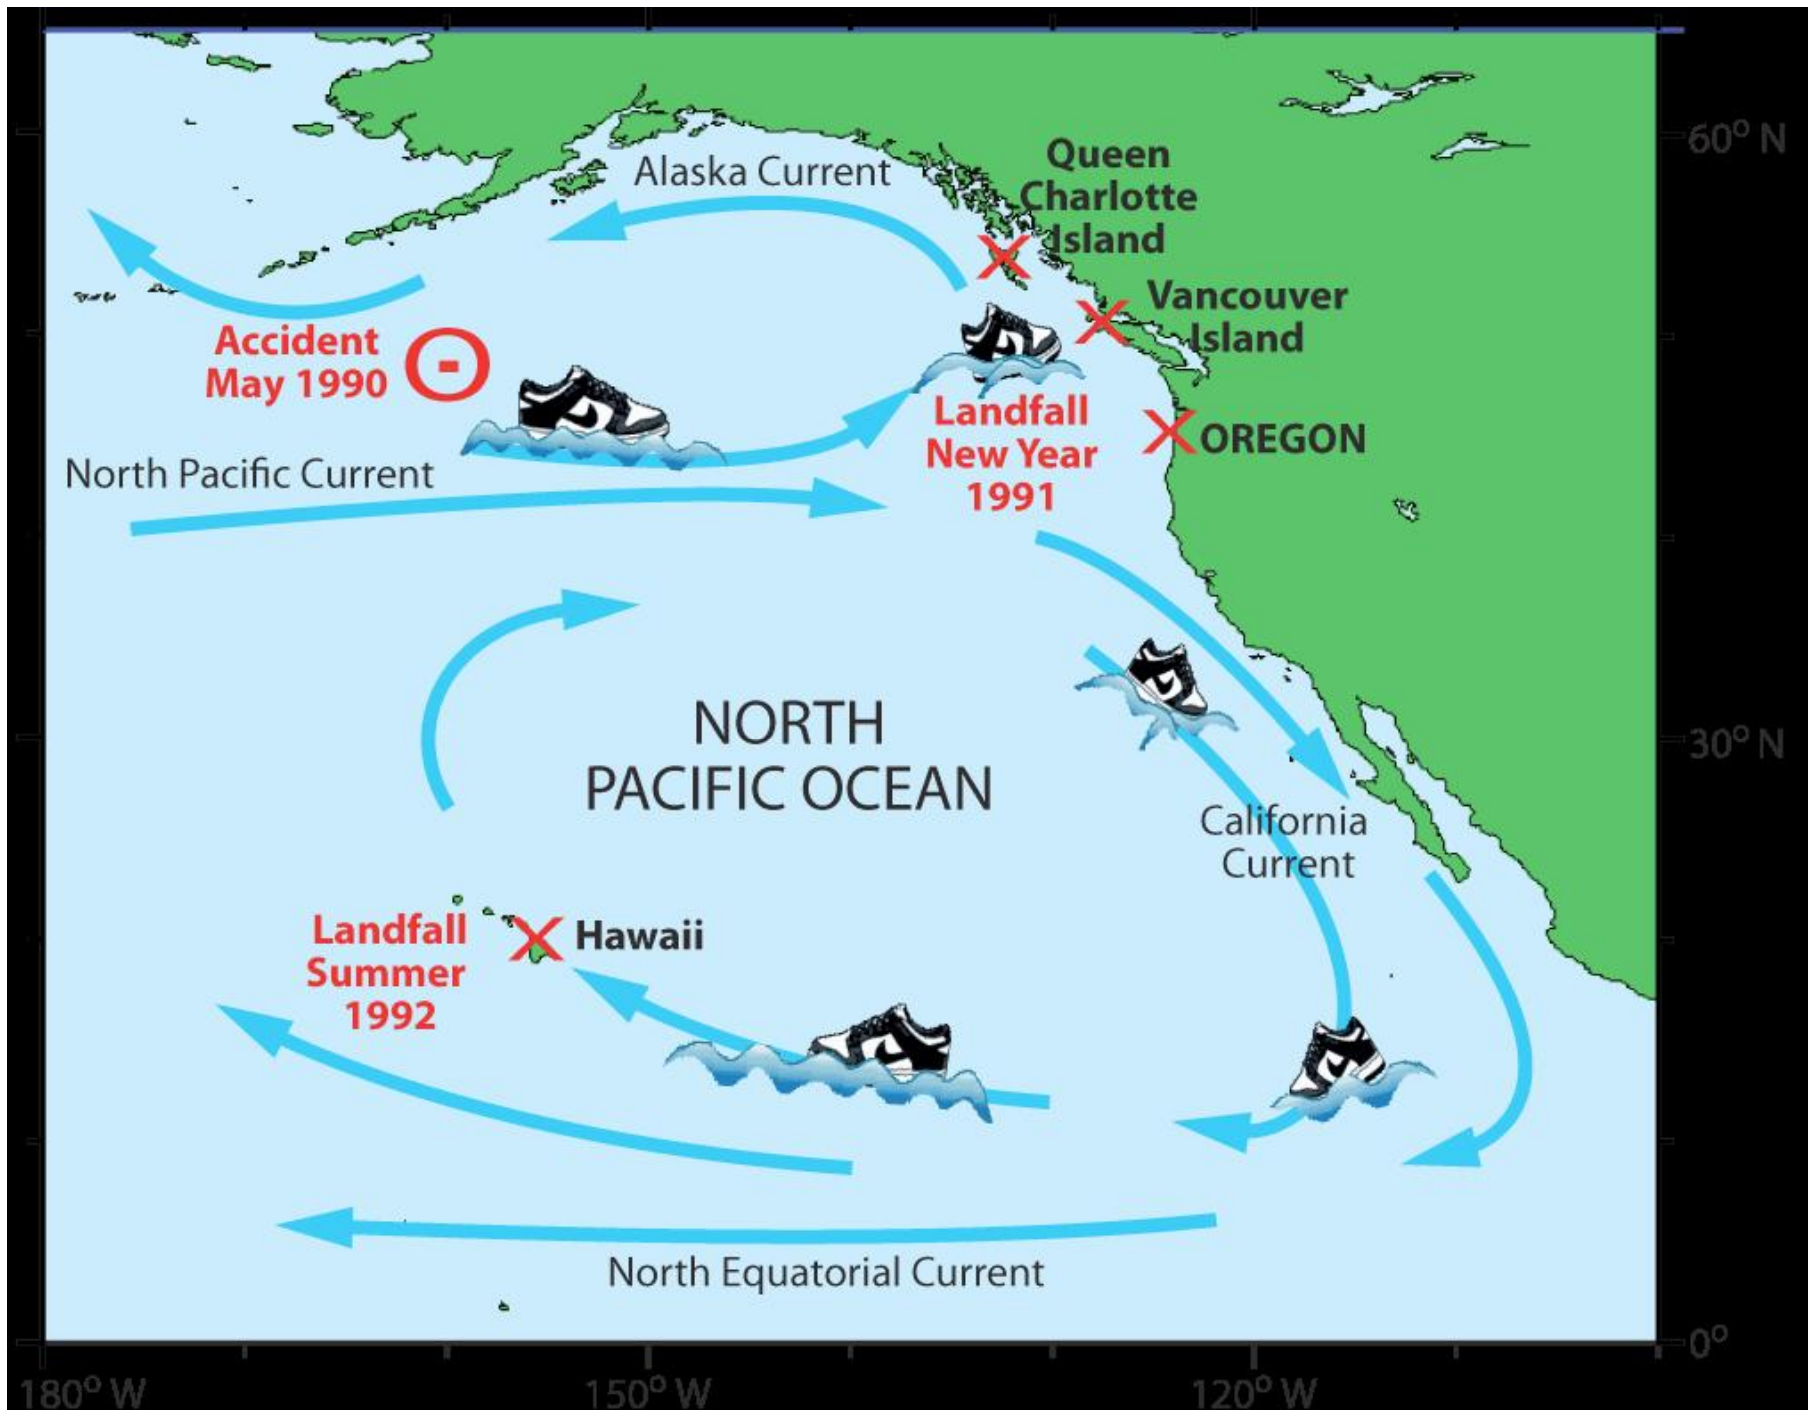 60° N
Queen
Charlotte
Island
Alaska Current
Vancouver
Island
Accident
May 1990
Landfall
New Year
1991
OREGON
North Pacific Current
NORTH
PACIFIC OCEAN
30° N
California
Current
Landfall
Summer
1992
Hawaii
North Equatorial Current
0°
180° W
150° W
120° W